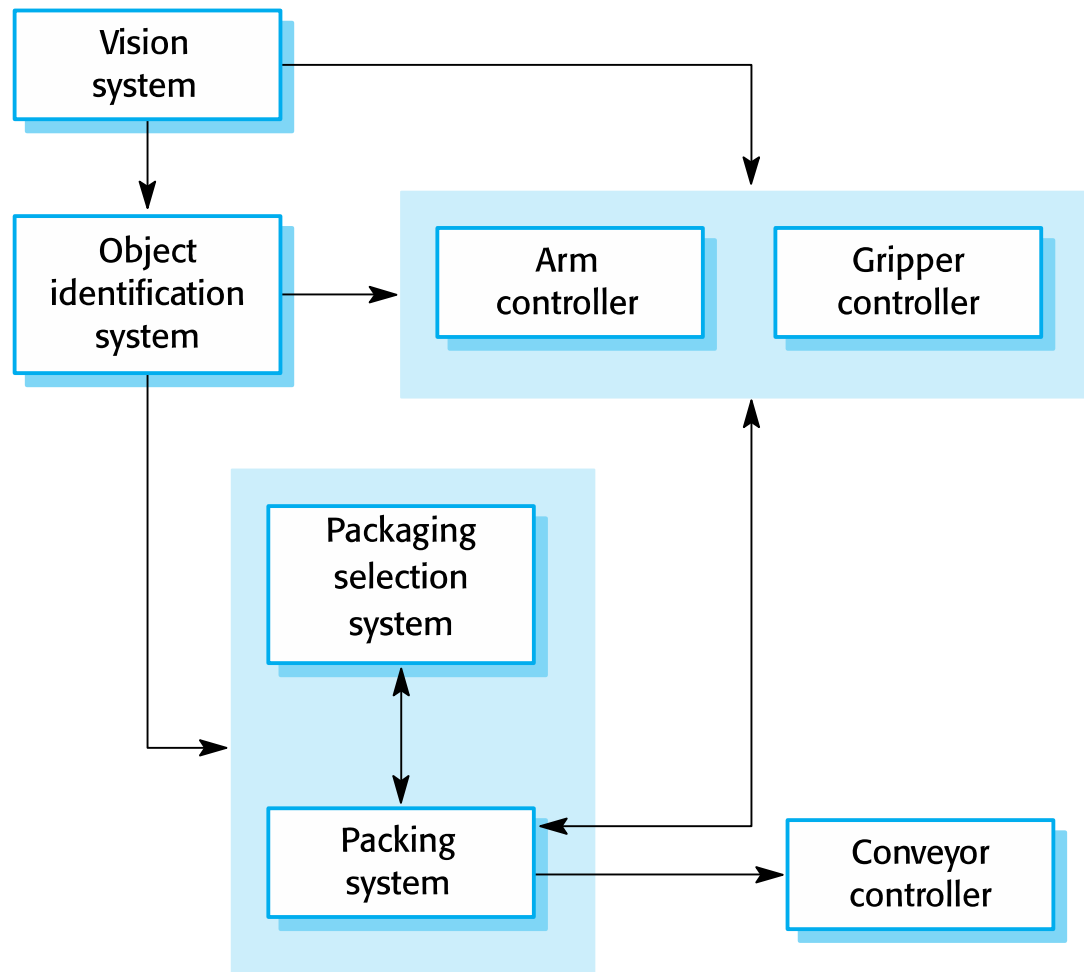 Vision
system
Object
identification
system
Arm
controller
Gripper
controller
Packaging
selection
system
Packing
system
Conveyor
controller